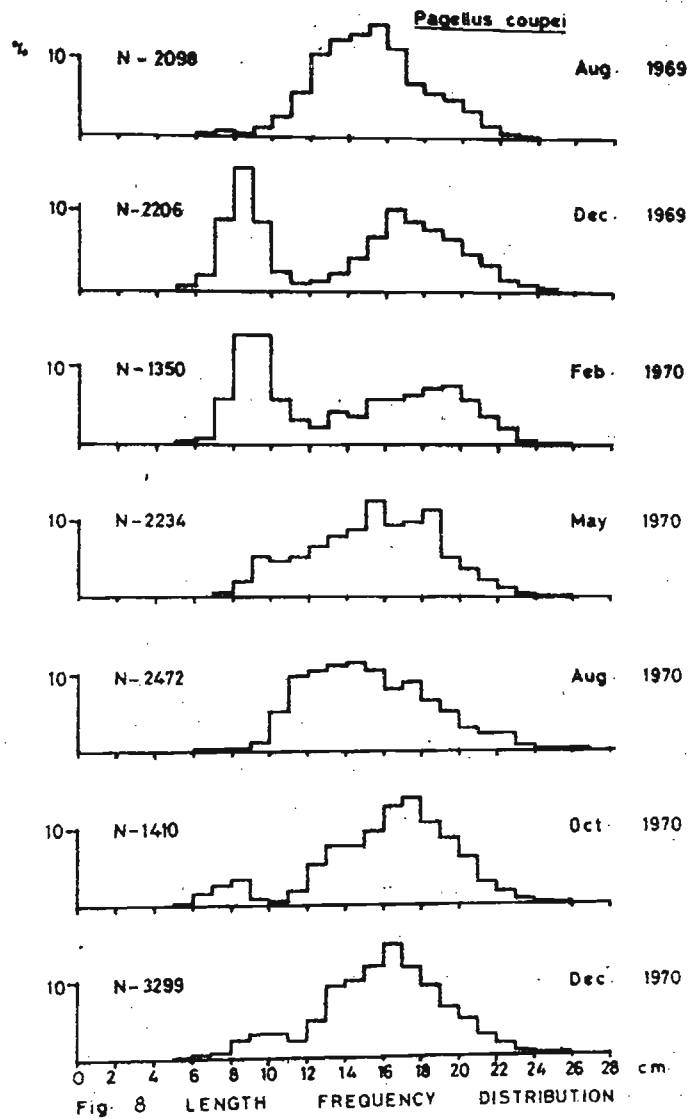 Pagellus coupei
% 10 N - 2098 Aug. 1969
10 N-2206 Dec. 1969
10 N-1350 Feb 1970
10 N-2234 May 1970
10 N-2472 Aug 1970
10 N-1410 Oct 1970
10 N-3299 Dec 1970
0 2 4 6 8 10 12 14 16 18 20 22 24 26 28 cm
Fig. 8 LENGTH FREQUENCY DISTRIBUTION